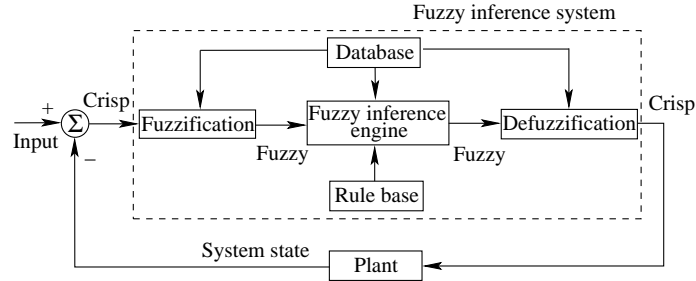 Fuzzy inference system
Database
Crisp
Crisp
+
Σ
Fuzzification
Fuzzy inference
engine
Defuzzification
Input
Fuzzy
Fuzzy
−
Rule base
System state
Plant